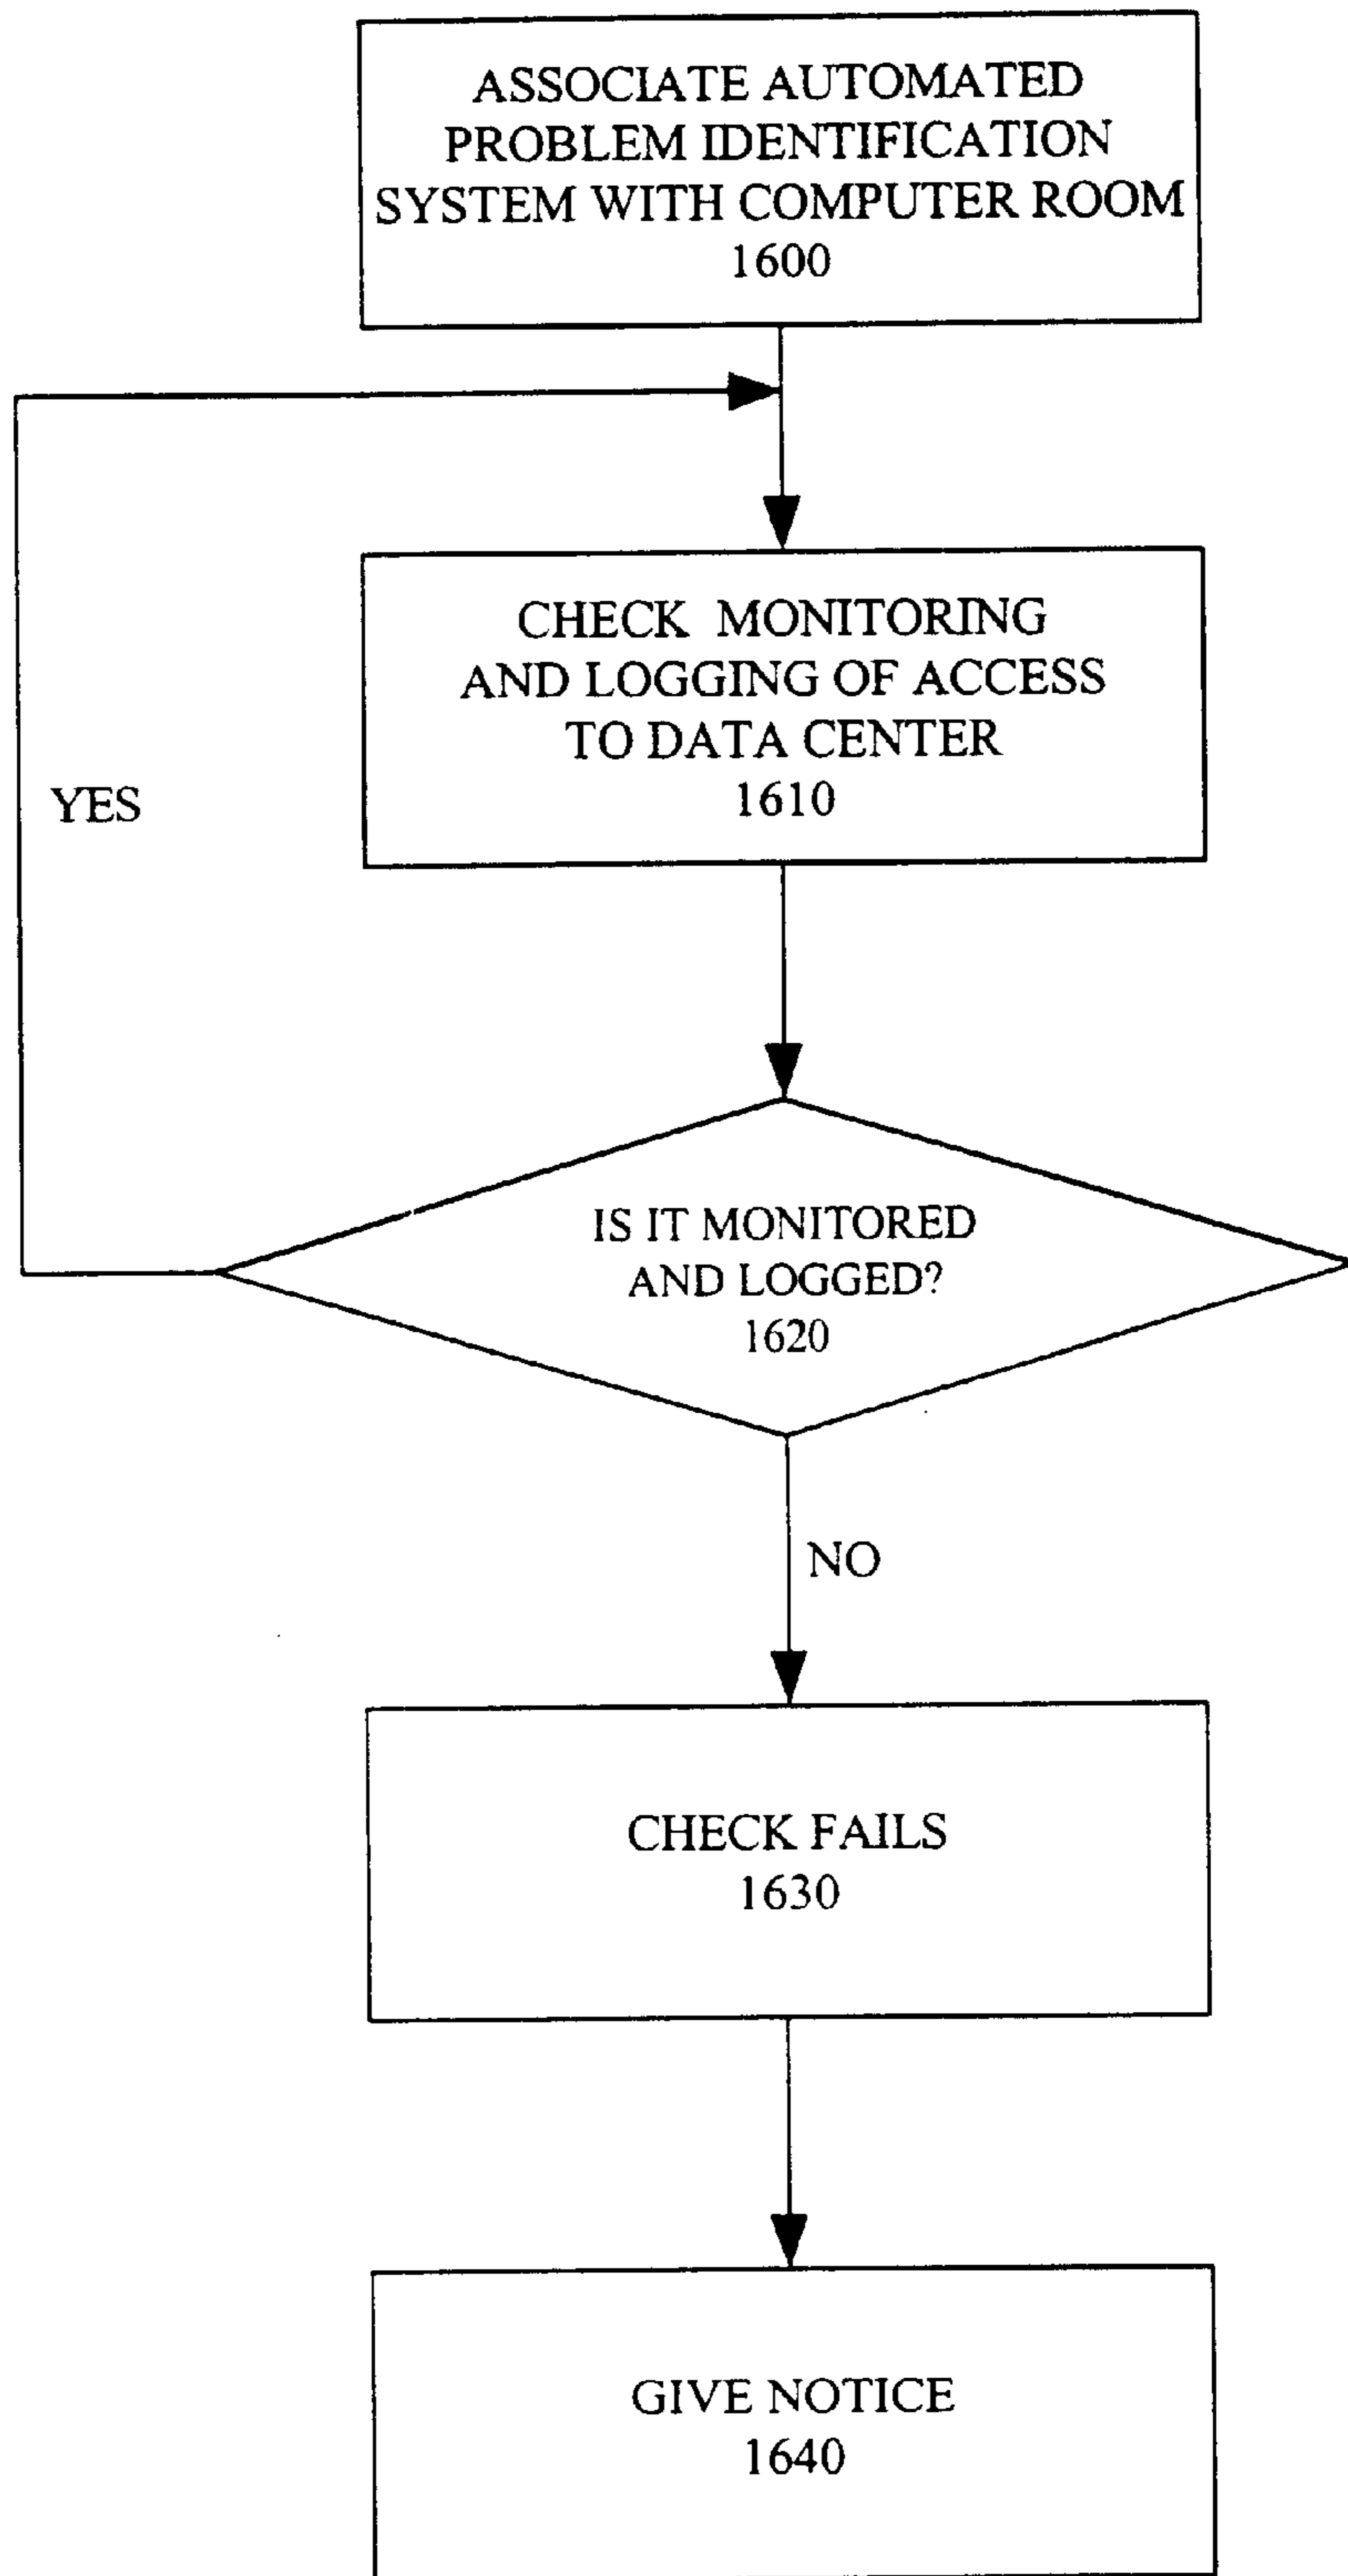 ASSOCIATE AUTOMATED
PROBLEM IDENTIFICATION
SYSTEM WITH COMPUTER ROOM
1600
CHECK MONITORING
AND LOGGING OF ACCESS
TO DATA CENTER
1610
YES
IS IT MONITORED
AND LOGGED?
1620
NO
CHECK FAILS
1630
GIVE NOTICE
1640